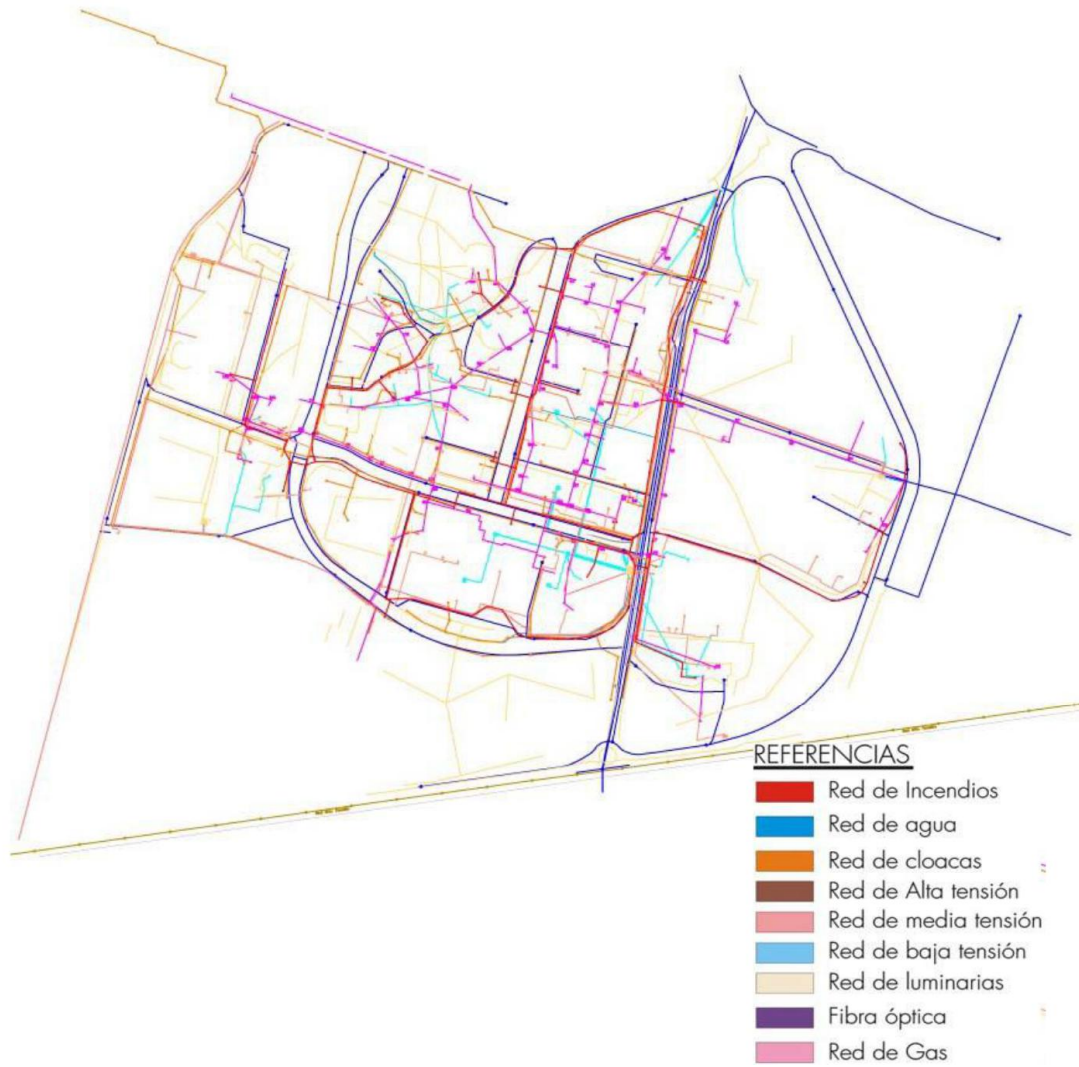 REFERENCIAS
Red de Incendios
Red de agua
Red de cloacas
Red de Alta tensión
Red de media tensión
Red de baja tensión
Red de luminarias
Fibra óptica
Red de Gas